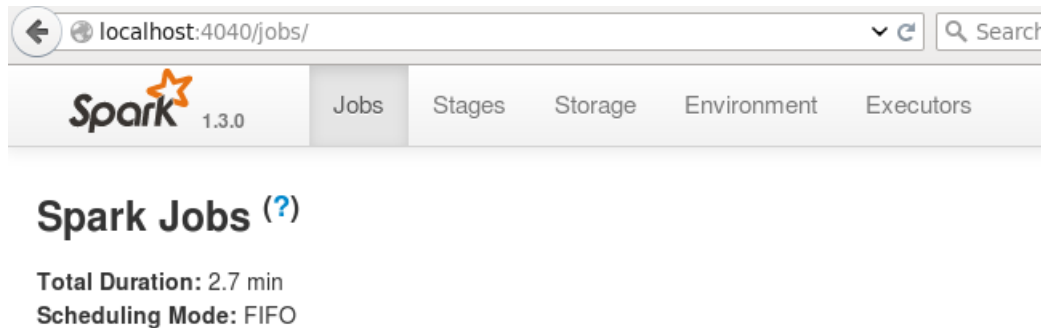 localhost:4040/jobs/ Search
Spark 1.3.0 Jobs Stages Storage Environment Executors
Spark Jobs (?)
Total Duration: 2.7 min
Scheduling Mode: FIFO